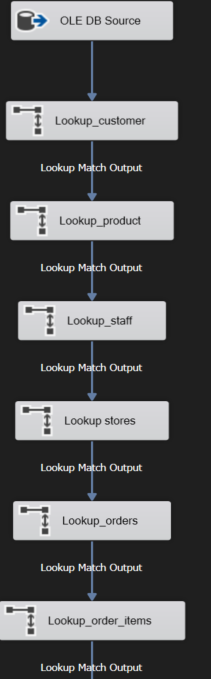 OLE DB Source
Lookup_customer
Lookup Match Output
Lookup_product
Lookup Match Output
Lookup_staff
Lookup Match Output
Lookup stores
Lookup Match Output
Lookup_orders
Lookup Match Output
Lookup_order_items
Lookup Match Output